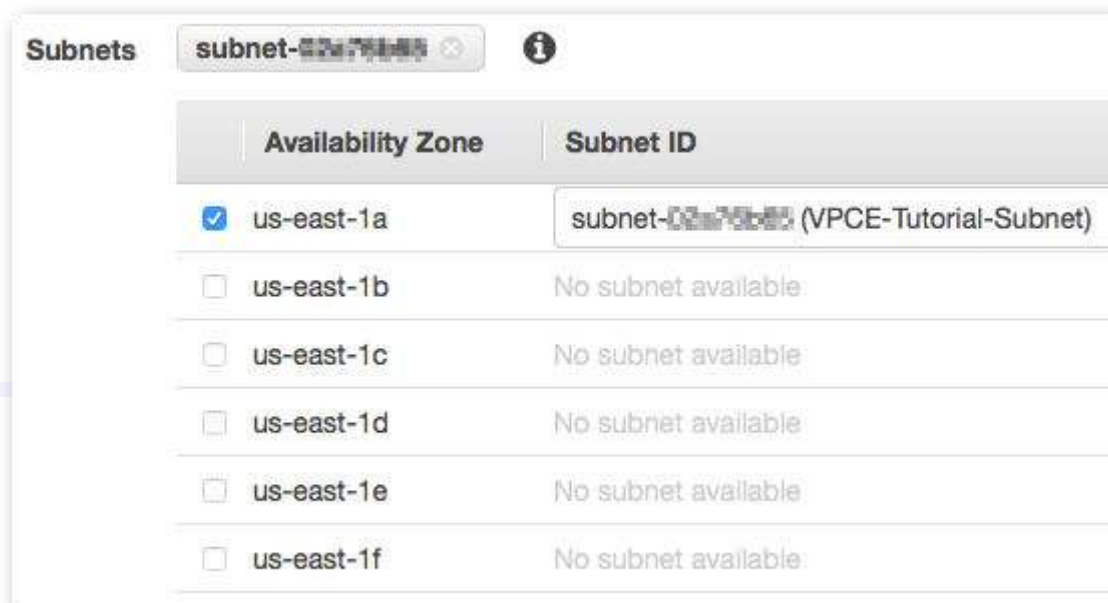 Subnets subnet-
Availability Zone Subnet ID
us-east-1a subnet- (VPCE-Tutorial-Subnet)
us-east-1b No subnet available
us-east-1c No subnet available
us-east-1d No subnet available
us-east-1e No subnet available
us-east-1f No subnet available